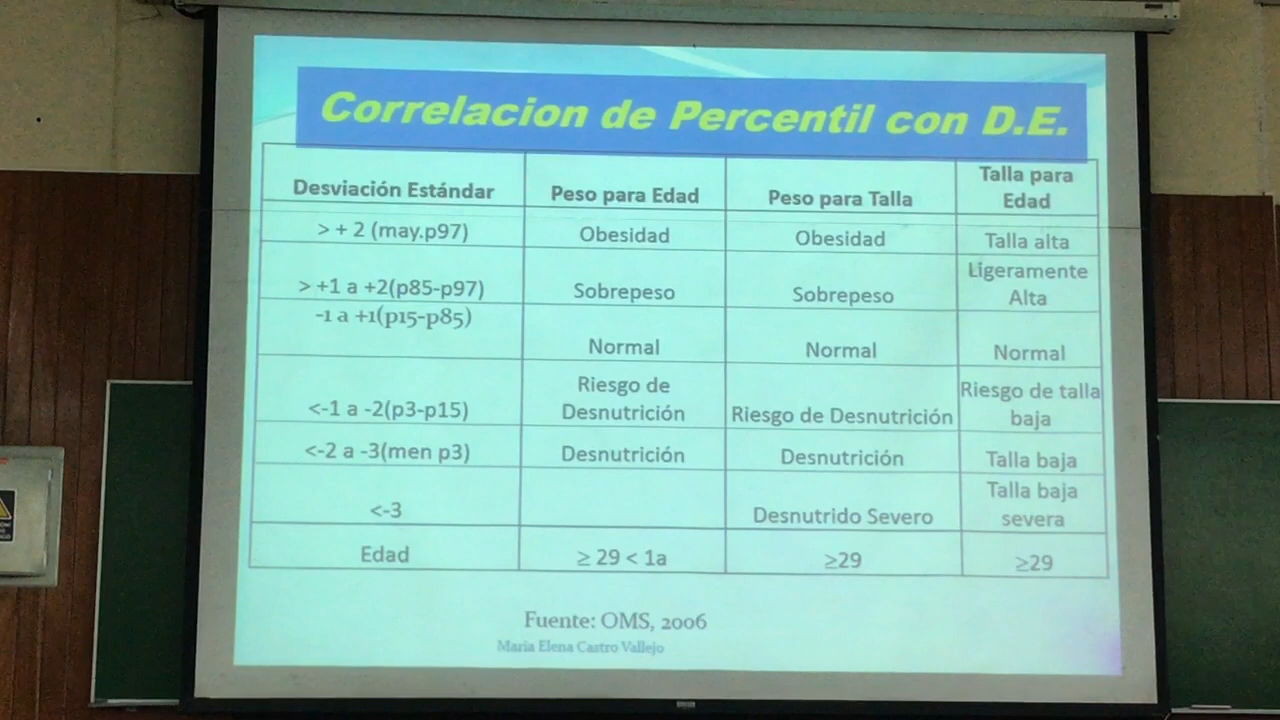 Correlacion de Percentil con D.E.
Desviación Estándar Peso para Edad Peso para Talla Talla para Edad
> + 2 (may.p97) Obesidad Obesidad Talla alta
> +1 a +2(p85-p97) Sobrepeso Sobrepeso Ligeramente Alta
-1 a +1(p15-p85) Normal Normal Normal
<-1 a -2(p3-p15) Riesgo de Desnutrición Riesgo de Desnutrición Riesgo de talla baja
<-2 a -3(men p3) Desnutrición Desnutrición Talla baja
<-3 Desnutrido Severo Talla baja severa
Edad ≥ 29 < 1a ≥29 ≥29
Fuente: OMS, 2006
Maria Elena Castro Vallejo